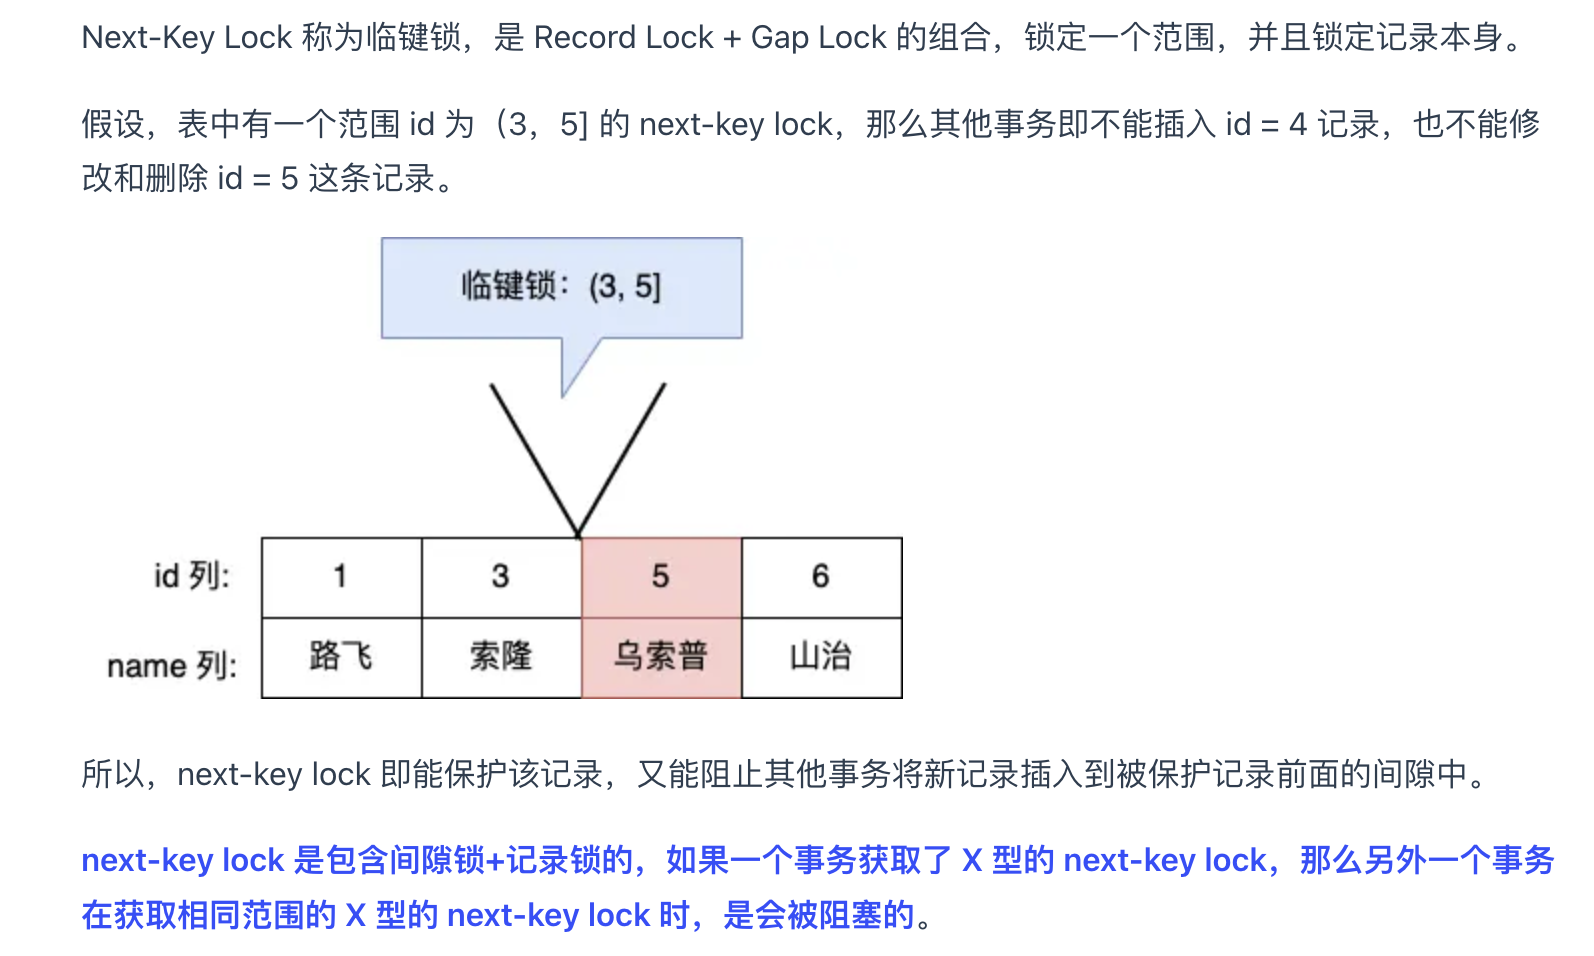 Next-Key Lock 称为临键锁，是 Record Lock + Gap Lock 的组合，锁定一个范围，并且锁定记录本身。
假设，表中有一个范围 id 为（3，5] 的 next-key lock，那么其他事务即不能插入 id = 4 记录，也不能修
改和删除 id = 5 这条记录。
临键锁：(3, 5]
id 列: 1 3 5 6
name 列: 路飞 索隆 乌索普 山治
所以，next-key lock 即能保护该记录，又能阻止其他事务将新记录插入到被保护记录前面的间隙中。
next-key lock 是包含间隙锁+记录锁的，如果一个事务获取了 X 型的 next-key lock，那么另外一个事务
在获取相同范围的 X 型的 next-key lock 时，是会被阻塞的。